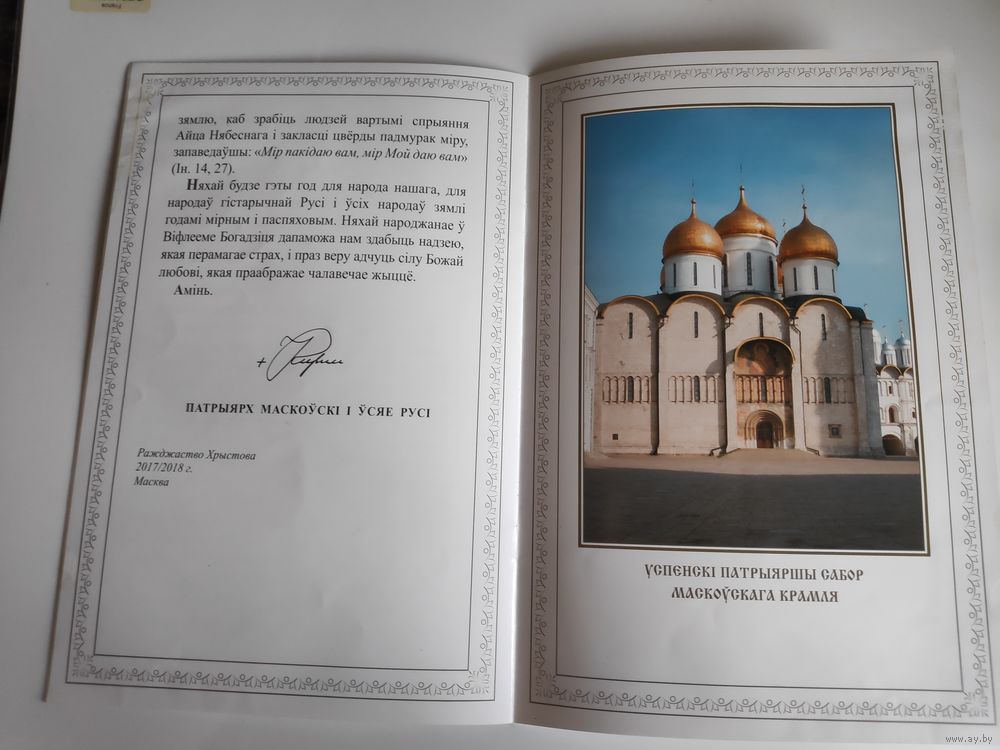 France
зямлю, каб зрабіць людзей вартымі спрыяння
Айца Нябеснага і закласці цвёрды падмурак міру,
запаведаўшы: «Мір пакідаю вам, мір Мой даю вам»
(Ін. 14, 27).
Няхай будзе гэты год для народа нашага, для
народаў гістарычнай Русі і ўсіх народаў зямлі
годамі мірным і паспяховым. Няхай народжанае ў
Віфлееме Богадзіця дапаможа нам здабыць надзею,
якая перамагае страх, і праз веру адчуць сілу Божай
любові, якая праабражае чалавечае жыццё.
Амінь.
ПАТРЫЯРХ МАСКОЎСКІ І ЎСЯЕ РУСІ
Ражджаство Хрыстова
2017/2018 г.
Масква
УСПЕНСКІ ПАТРЫЯРШЫ САБОР
МАСКОЎСКАГА КРАМЛЯ
www.ay.by